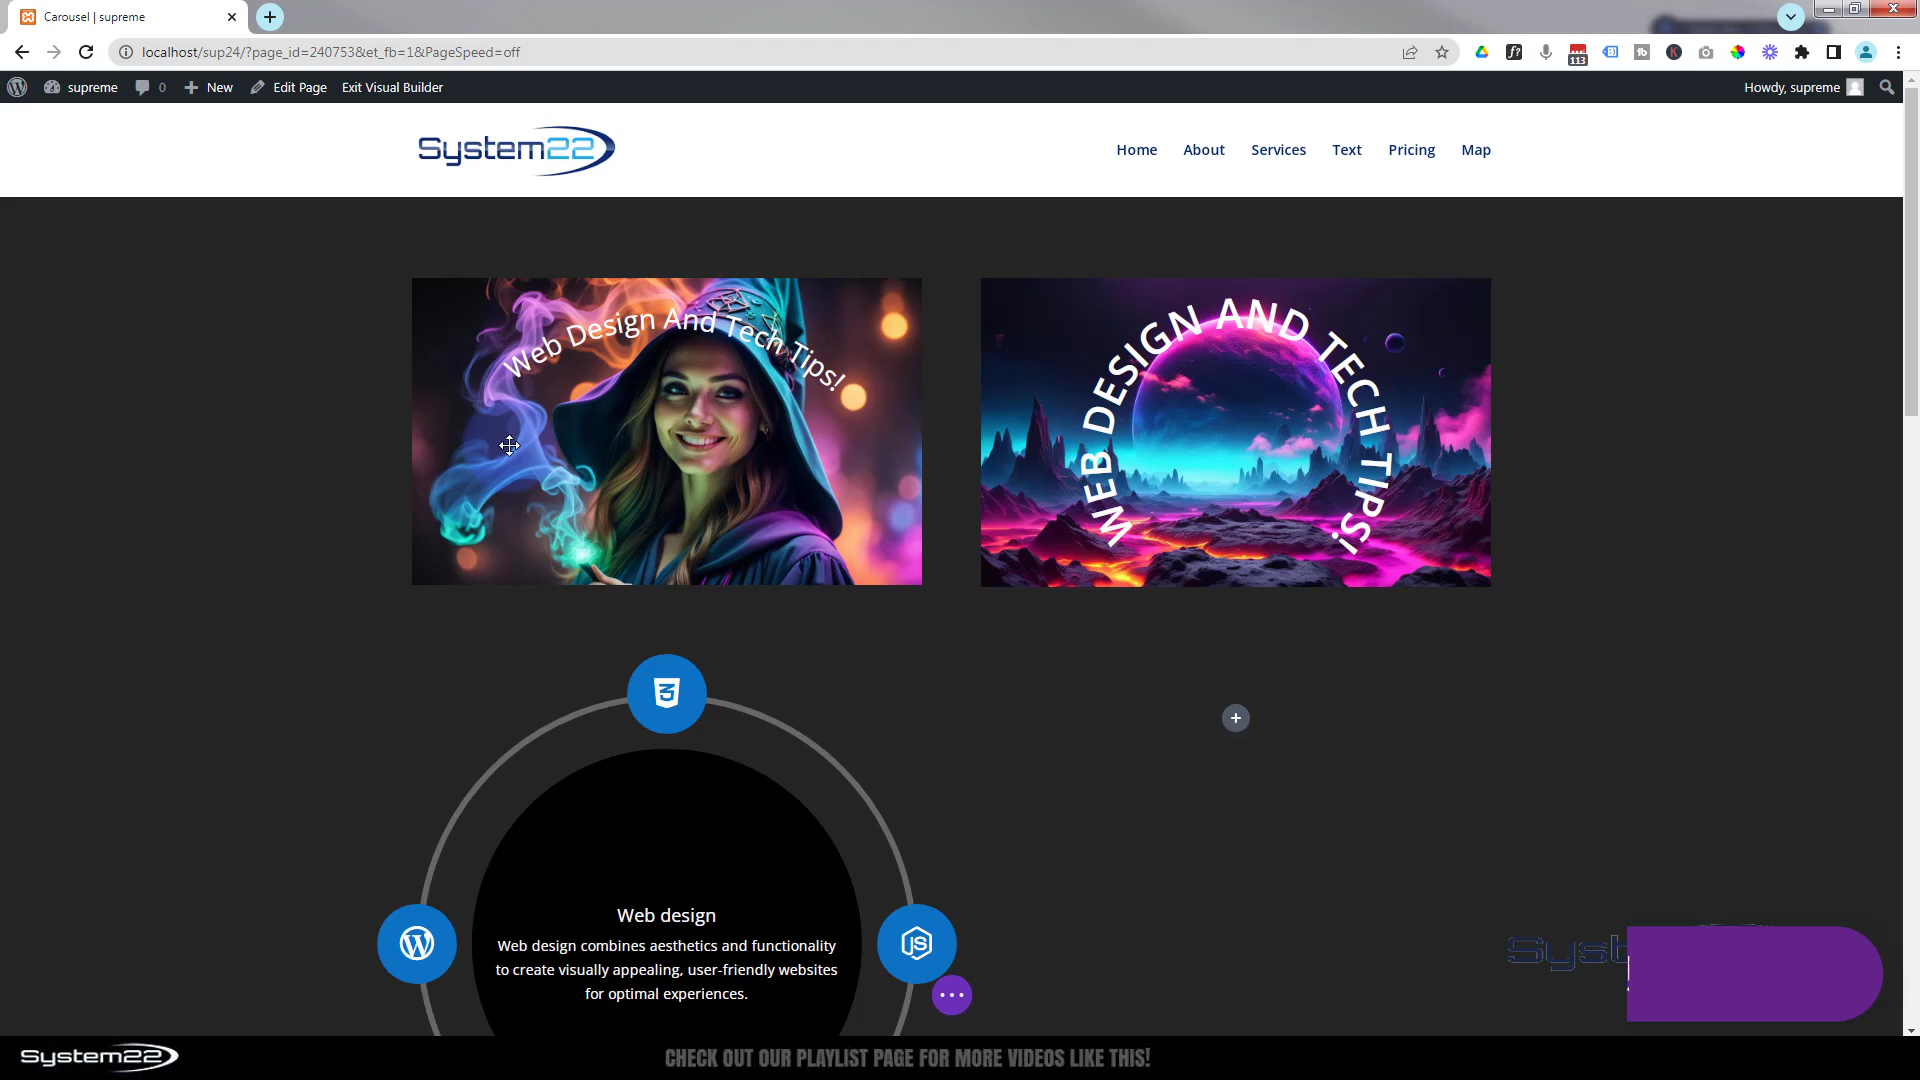 Carousel | supreme
localhost/sup24/?page_id=240753&et_fb=1&PageSpeed=off
113
supreme 0 New Edit Page Exit Visual Builder Howdy, supreme
System22
Home About Services Text Pricing Map
Web Design And Tech Tips!
WEB DESIGN AND TECH TIPS!
Web design
Web design combines aesthetics and functionality
to create visually appealing, user-friendly websites
for optimal experiences.
JS
Syst
System22
CHECK OUT OUR PLAYLIST PAGE FOR MORE VIDEOS LIKE THIS!